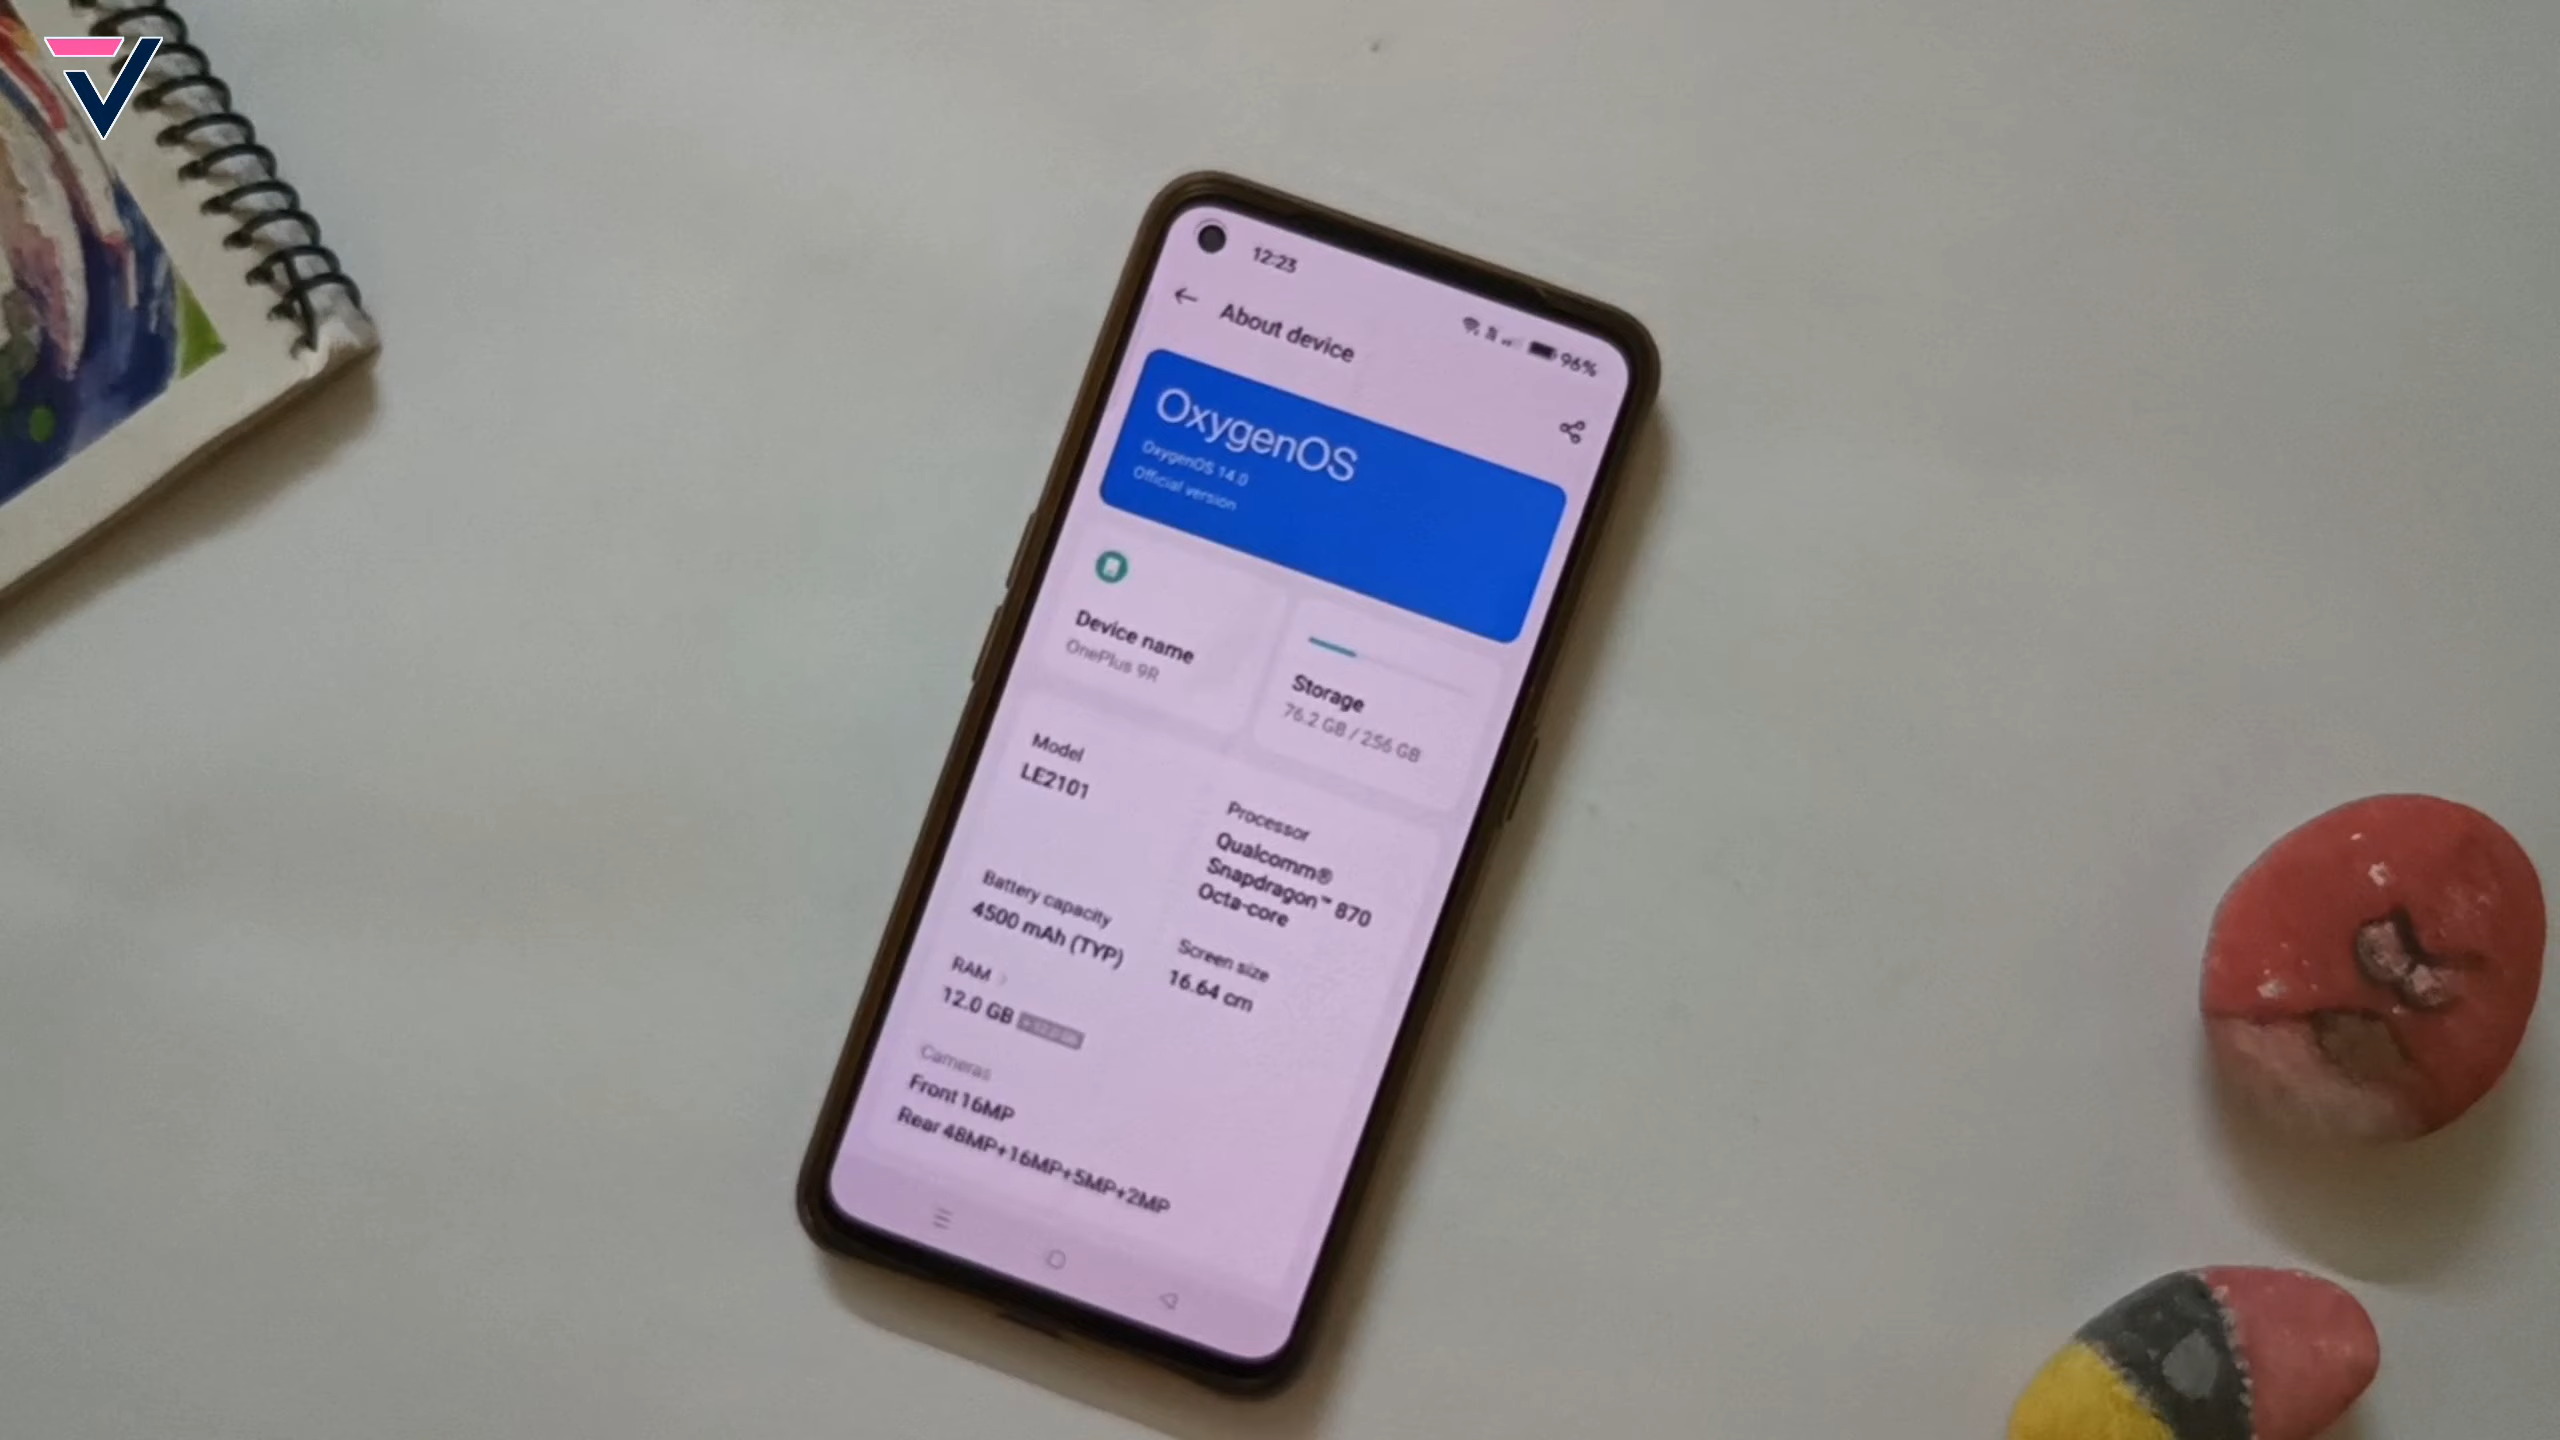 12:23
96%
About device
OxygenOS
OxygenOS 14.0
Official version
Device name
OnePlus 9R
Storage
76.2 GB / 256 GB
Model
LE2101
Processor
Qualcomm®
Snapdragon™ 870
Octa-core
Battery capacity
4500 mAh (TYP)
Screen size
16.64 cm
RAM
12.0 GB
Cameras
Front 16MP
Rear 48MP+16MP+5MP+2MP